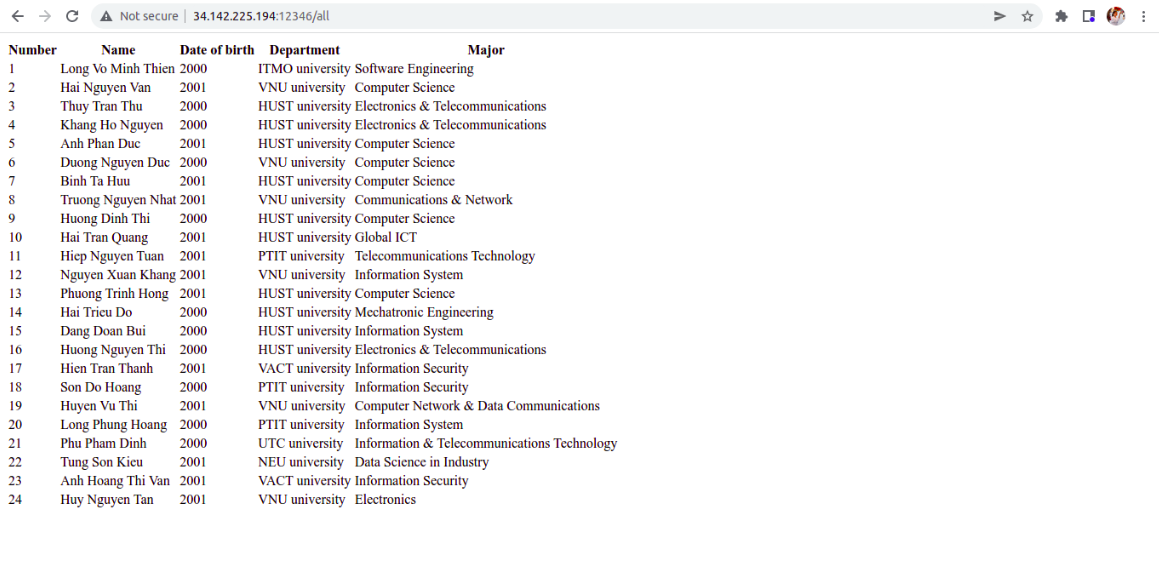 Not secure | 34.142.225.194:12346/all
Number Name Date of birth Department Major
1 Long Vo Minh Thien 2000 ITMO university Software Engineering
2 Hai Nguyen Van 2001 VNU university Computer Science
3 Thuy Tran Thu 2000 HUST university Electronics & Telecommunications
4 Khang Ho Nguyen 2000 HUST university Electronics & Telecommunications
5 Anh Phan Duc 2001 HUST university Computer Science
6 Duong Nguyen Duc 2000 VNU university Computer Science
7 Binh Ta Huu 2001 HUST university Computer Science
8 Truong Nguyen Nhat 2001 VNU university Communications & Network
9 Huong Dinh Thi 2000 HUST university Computer Science
10 Hai Tran Quang 2001 HUST university Global ICT
11 Hiep Nguyen Tuan 2001 PTIT university Telecommunications Technology
12 Nguyen Xuan Khang 2001 VNU university Information System
13 Phuong Trinh Hong 2001 HUST university Computer Science
14 Hai Trieu Do 2000 HUST university Mechatronic Engineering
15 Dang Doan Bui 2000 HUST university Information System
16 Huong Nguyen Thi 2000 HUST university Electronics & Telecommunications
17 Hien Tran Thanh 2001 VACT university Information Security
18 Son Do Hoang 2000 PTIT university Information Security
19 Huyen Vu Thi 2001 VNU university Computer Network & Data Communications
20 Long Phung Hoang 2000 PTIT university Information System
21 Phu Pham Dinh 2000 UTC university Information & Telecommunications Technology
22 Tung Son Kieu 2001 NEU university Data Science in Industry
23 Anh Hoang Thi Van 2001 VACT university Information Security
24 Huy Nguyen Tan 2001 VNU university Electronics